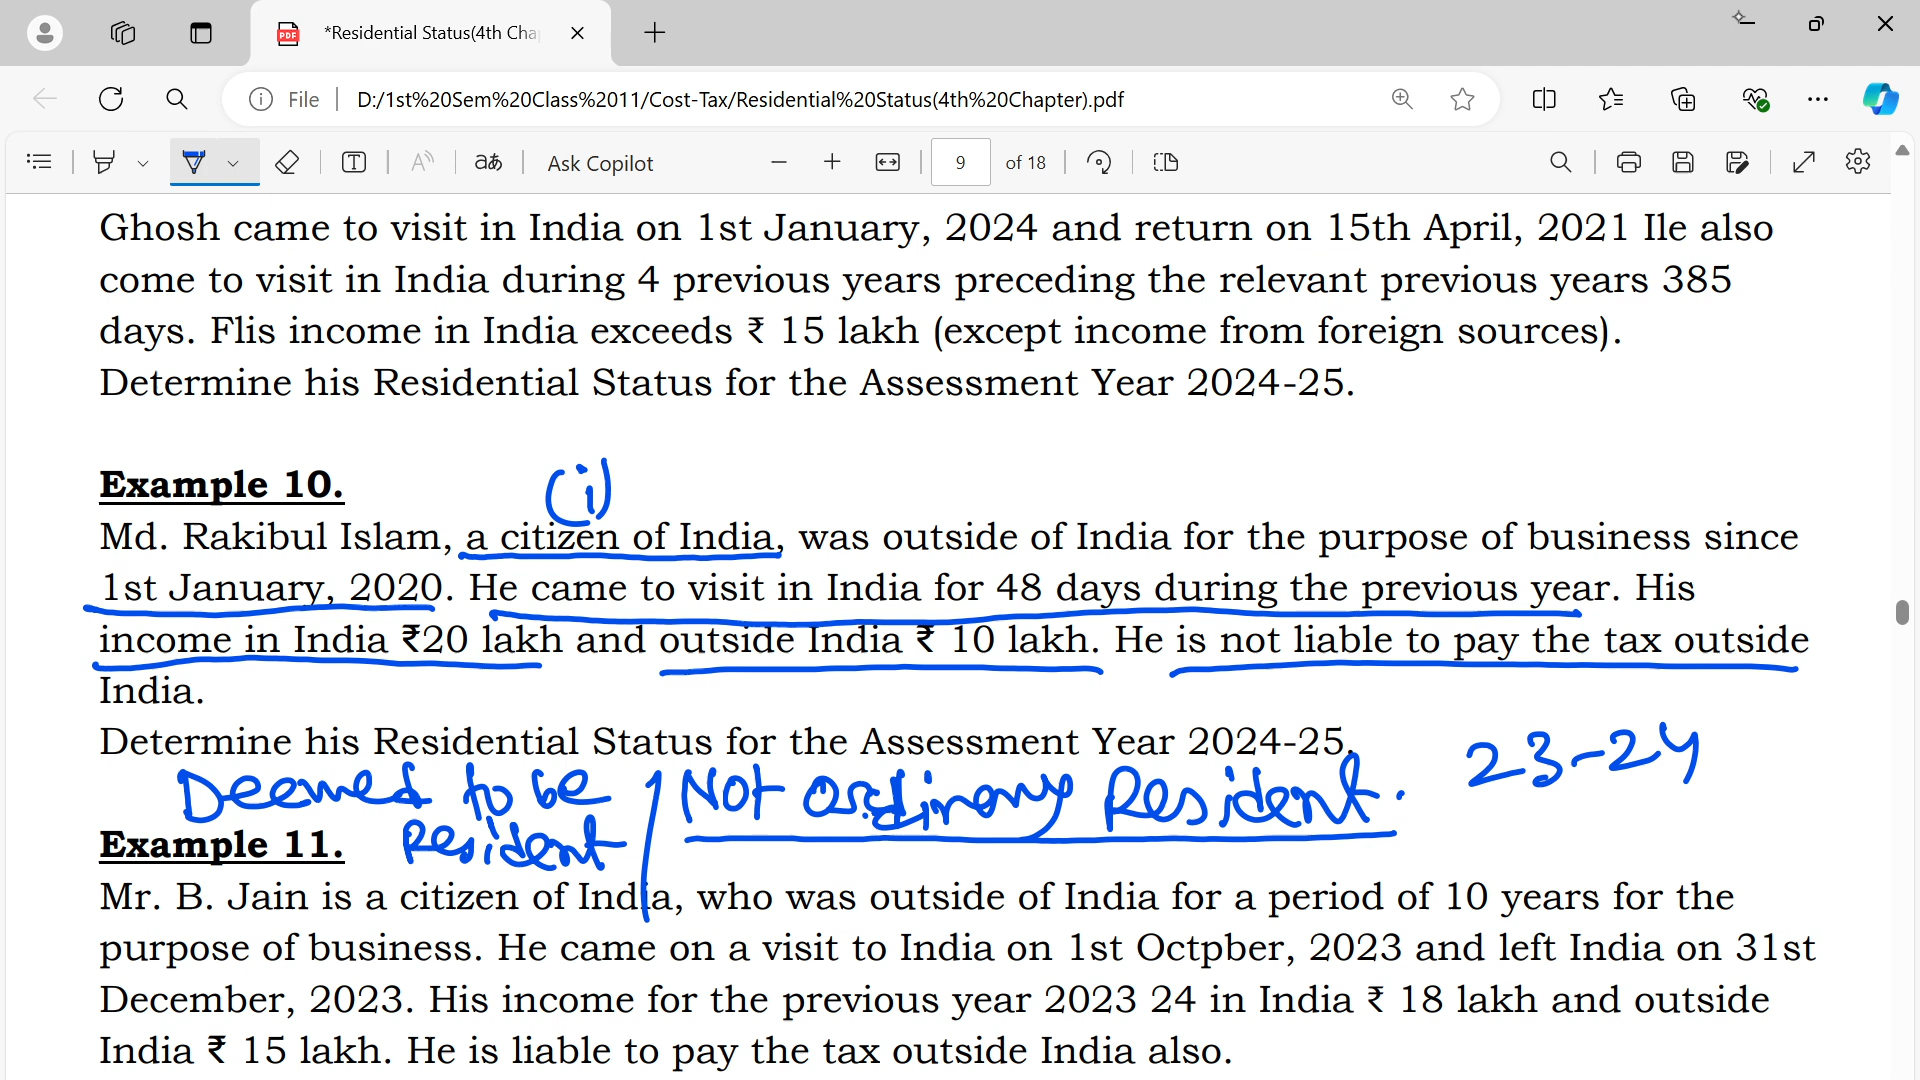 *Residential Status(4th Cha
File
D:/1st%20Sem%20Class%2011/Cost-Tax/Residential%20Status(4th%20Chapter).pdf
aあ
Ask Copilot
9
of 18
Ghosh came to visit in India on 1st January, 2024 and return on 15th April, 2021 Ile also
come to visit in India during 4 previous years preceding the relevant previous years 385
days. Flis income in India exceeds ₹ 15 lakh (except income from foreign sources).
Determine his Residential Status for the Assessment Year 2024-25.
Example 10.
(i)
Md. Rakibul Islam, a citizen of India, was outside of India for the purpose of business since
1st January, 2020. He came to visit in India for 48 days during the previous year. His
income in India ₹20 lakh and outside India ₹ 10 lakh. He is not liable to pay the tax outside
India.
Determine his Residential Status for the Assessment Year 2024-25.
23-24
Deemed to be
Resident
/ Not ordinary Resident.
Example 11.
Mr. B. Jain is a citizen of India, who was outside of India for a period of 10 years for the
purpose of business. He came on a visit to India on 1st Octpber, 2023 and left India on 31st
December, 2023. His income for the previous year 2023 24 in India ₹ 18 lakh and outside
India ₹ 15 lakh. He is liable to pay the tax outside India also.